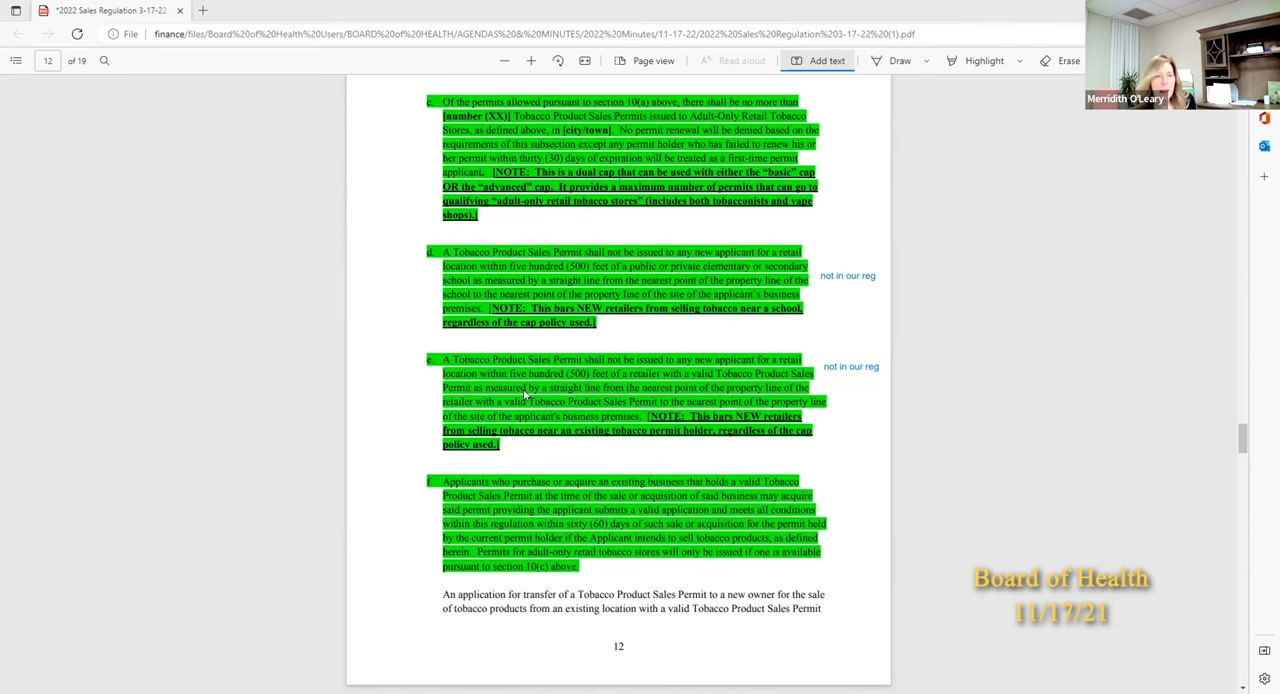 *2022 Sales Regulation 3-17-22
File
finance/files/Board%20of%20Health%20Users/BOARD%20of%20HEALTH/AGENDAS%20&%20MINUTES/2022%20Minutes/11-17-22/2022%20Sales%20Regulation%203-17-22%20(1).pdf
12 of 19
Page view
Read aloud
Add text
Draw
Highlight
Erase
Merridith O'Leary
c. Of the permits allowed pursuant to section 10(a) above, there shall be no more than
[number (XX)] Tobacco Product Sales Permits issued to Adult-Only Retail Tobacco
Stores, as defined above, in [city/town]. No permit renewal will be denied based on the
requirements of this subsection except any permit holder who has failed to renew his or
her permit within thirty (30) days of expiration will be treated as a first-time permit
applicant. [NOTE: This is a dual cap that can be used with either the "basic" cap
OR the "advanced" cap. It provides a maximum number of permits that can go to
qualifying "adult-only retail tobacco stores" (includes both tobacconists and vape
shops).]
d. A Tobacco Product Sales Permit shall not be issued to any new applicant for a retail
location within five hundred (500) feet of a public or private elementary or secondary
school as measured by a straight line from the nearest point of the property line of the
school to the nearest point of the property line of the site of the applicant's business
premises. [NOTE: This bars NEW retailers from selling tobacco near a school,
regardless of the cap policy used.]
not in our reg
e. A Tobacco Product Sales Permit shall not be issued to any new applicant for a retail
location within five hundred (500) feet of a retailer with a valid Tobacco Product Sales
Permit as measured by a straight line from the nearest point of the property line of the
retailer with a valid Tobacco Product Sales Permit to the nearest point of the property line
of the site of the applicant's business premises. [NOTE: This bars NEW retailers
from selling tobacco near an existing tobacco permit holder, regardless of the cap
policy used.]
not in our reg
f. Applicants who purchase or acquire an existing business that holds a valid Tobacco
Product Sales Permit at the time of the sale or acquisition of said business may acquire
said permit providing the applicant submits a valid application and meets all conditions
within this regulation within sixty (60) days of such sale or acquisition for the permit held
by the current permit holder if the Applicant intends to sell tobacco products, as defined
herein. Permits for adult-only retail tobacco stores will only be issued if one is available
pursuant to section 10(c) above.
An application for transfer of a Tobacco Product Sales Permit to a new owner for the sale
of tobacco products from an existing location with a valid Tobacco Product Sales Permit
12
Board of Health
11/17/21